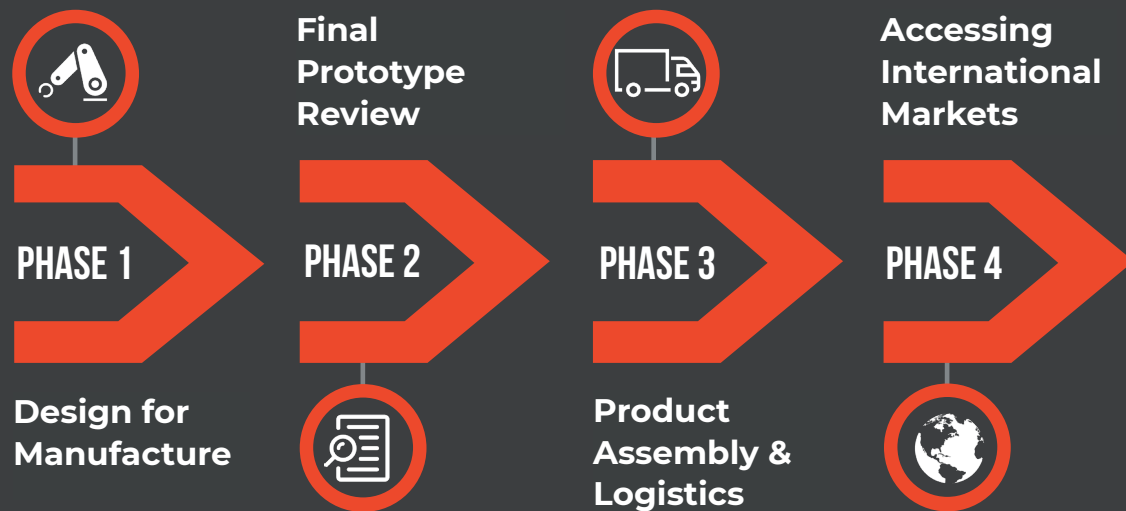 PHASE 1
Design for
Manufacture
Final
Prototype
Review
PHASE 2
PHASE 3
Product
Assembly &
Logistics
Accessing
International
Markets
PHASE 4